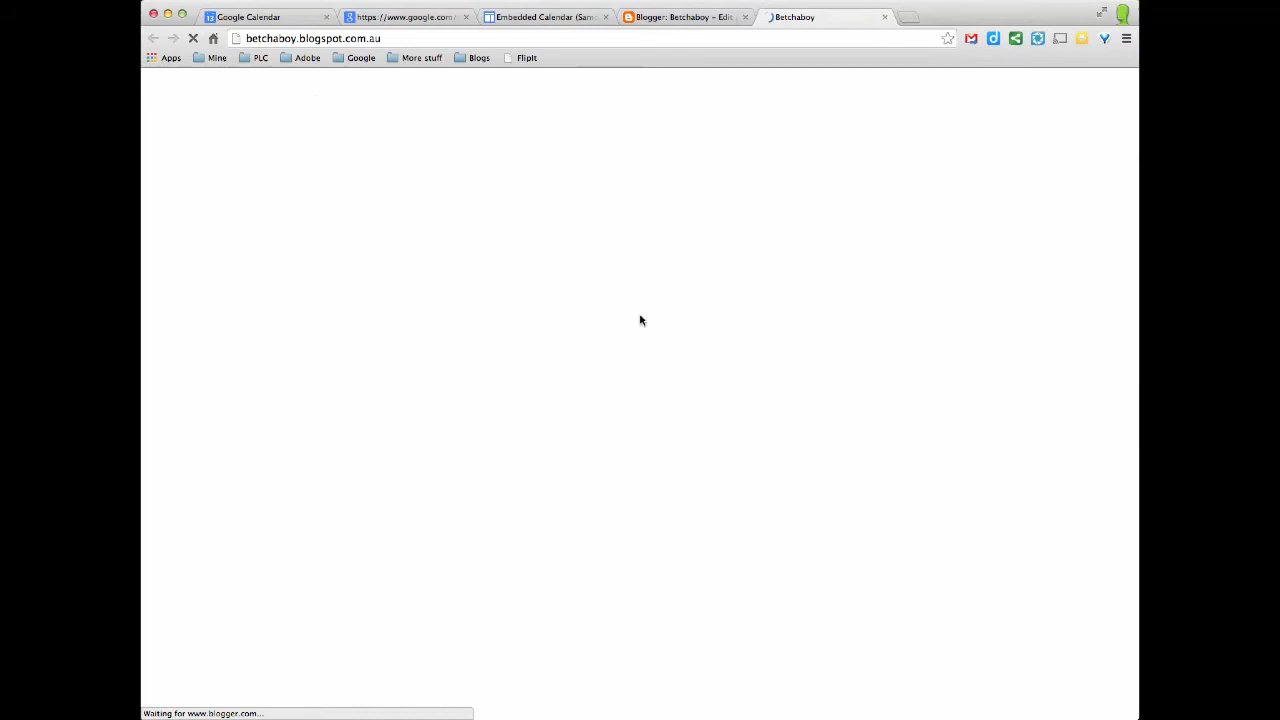 Google Calendar https://www.google.com/ Embedded Calendar (Sam Blogger: Betchaboy - Edit Betchaboy
betchaboy.blogspot.com.au
Apps Mine PLC Adobe Google More stuff Blogs FlipIt
Waiting for www.blogger.com...